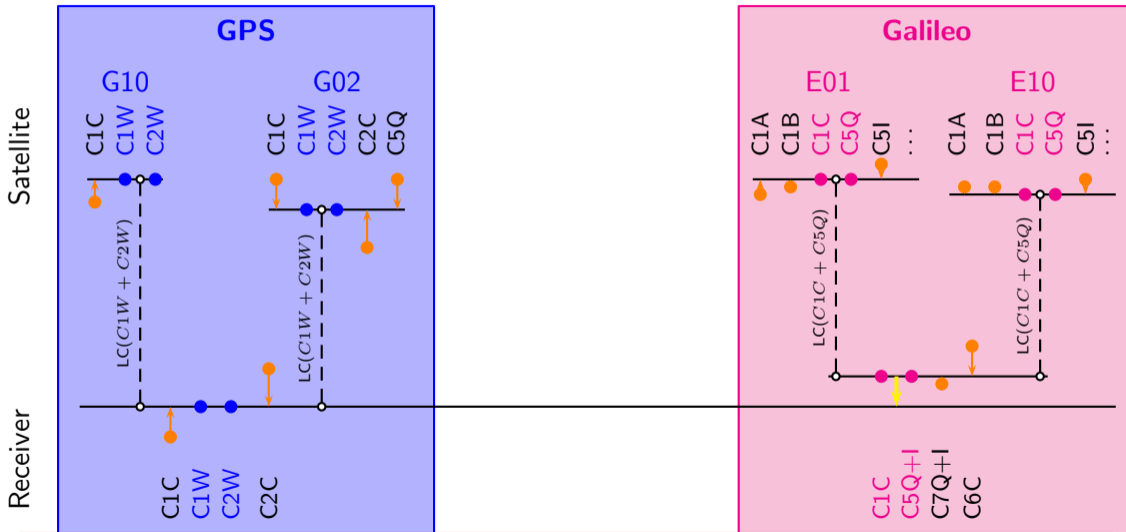 GPS
Galileo
G10
G02
E01
E10
Satellite
C1C
C1W
C2W
C1C
C1W
C2W
C2C
C5Q
C1A
C1B
C1C
C5Q
C5I
...
C1A
C1B
C1C
C5Q
C5I
...
LC(C1W + C2W)
LC(C1W + C2W)
LC(C1C + C5Q)
LC(C1C + C5Q)
Receiver
C1C
C1W
C2W
C2C
C1C
C5Q+I
C7Q+I
C6C